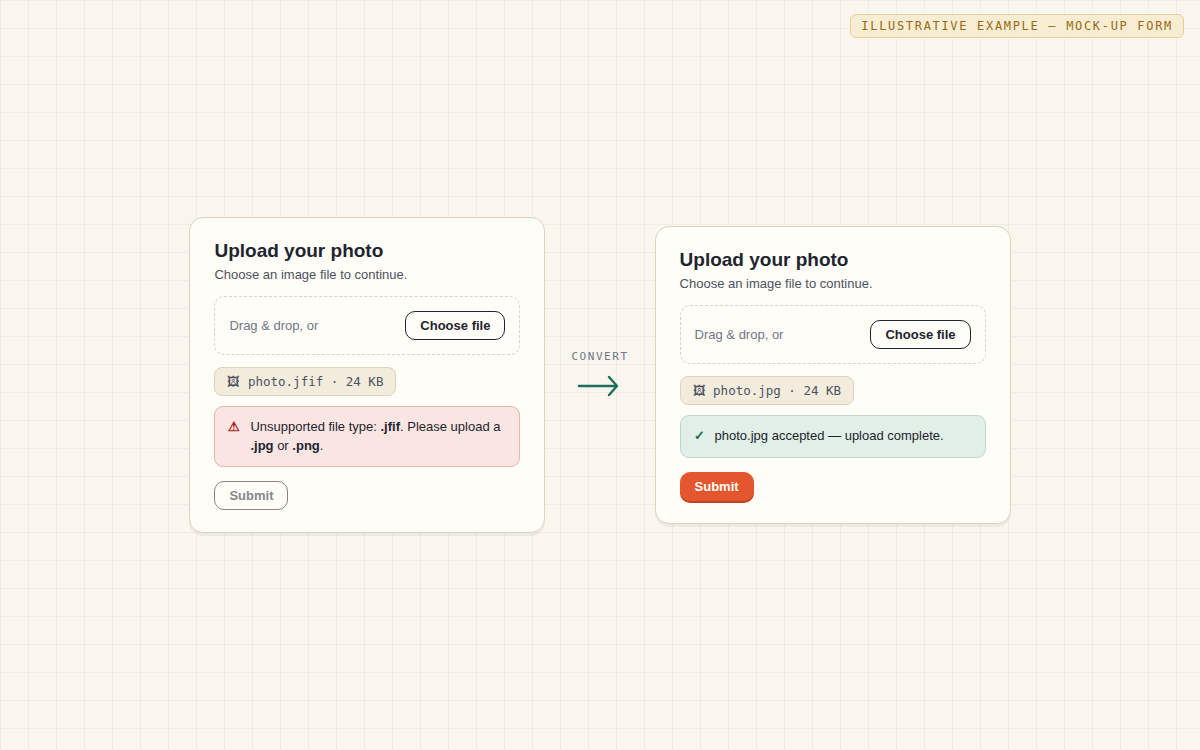 ILLUSTRATIVE EXAMPLE — MOCK-UP FORM
Upload your photo
Choose an image file to continue.
Drag & drop, or
Choose file
photo.jfif · 24 KB
Unsupported file type: .jfif. Please upload a
.jpg or .png.
Submit
CONVERT
Upload your photo
Choose an image file to continue.
Drag & drop, or
Choose file
photo.jpg · 24 KB
photo.jpg accepted — upload complete.
Submit